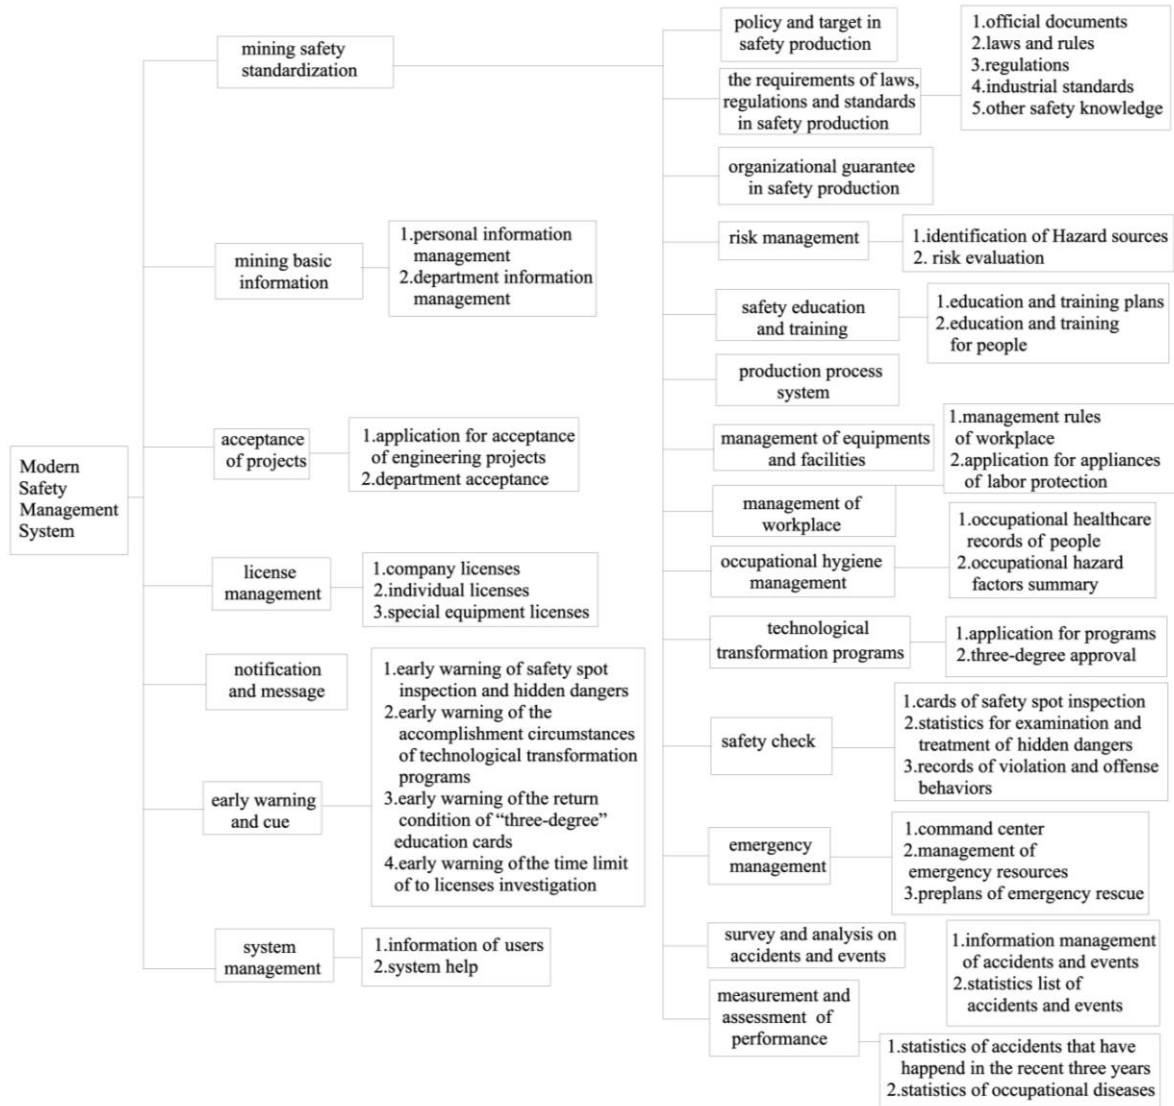 Modern
Safety
Management
System
mining safety
standardization
mining basic
information
1.personal information
management
2.department information
management
acceptance
of projects
1.application for acceptance
of engineering projects
2.department acceptance
license
management
1.company licenses
2.individual licenses
3.special equipment licenses
notification
and message
early warning
and cue
1.early warning of safety spot
inspection and hidden dangers
2.early warning of the
accomplishment circumstances
of technological transformation
programs
3.early warning of the return
condition of “three-degree”
education cards
4.early warning of the time limit
of to licenses investigation
system
management
1.information of users
2.system help
policy and target in
safety production
the requirements of laws,
regulations and standards
in safety production
1.official documents
2.laws and rules
3.regulations
4.industrial standards
5.other safety knowledge
organizational guarantee
in safety production
risk management
1.identification of Hazard sources
2. risk evaluation
safety education
and training
1.education and training plans
2.education and training
for people
production process
system
management of equipments
and facilities
management of
workplace
1.management rules
of workplace
2.application for appliances
of labor protection
occupational hygiene
management
1.occupational healthcare
records of people
2.occupational hazard
factors summary
technological
transformation programs
1.application for programs
2.three-degree approval
safety check
1.cards of safety spot inspection
2.statistics for examination and
treatment of hidden dangers
3.records of violation and offense
behaviors
emergency
management
1.command center
2.management of
emergency resources
3.preplans of emergency rescue
survey and analysis on
accidents and events
1.information management
of accidents and events
2.statistics list of
accidents and events
measurement and
assessment of
performance
1.statistics of accidents that have
happend in the recent three years
2.statistics of occupational diseases